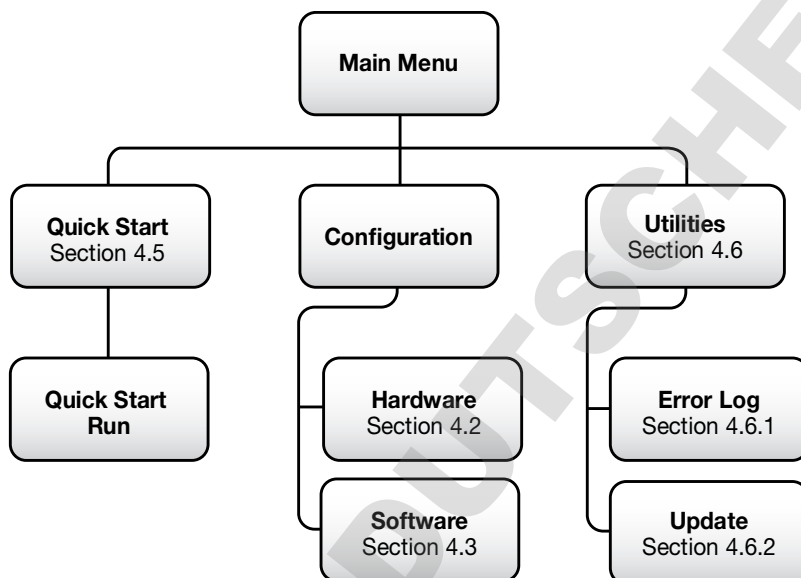 Main Menu
Quick Start
Section 4.5
Configuration
Utilities
Section 4.6
Quick Start
Run
Hardware
Section 4.2
Error Log
Section 4.6.1
Software
Section 4.3
Update
Section 4.6.2
DUTSCHE